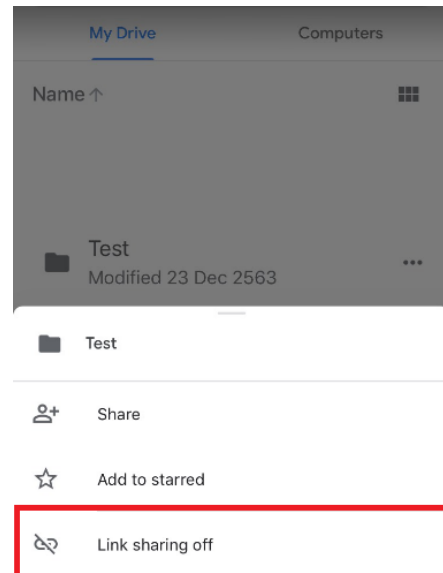 My Drive Computers
Name ↑
Test
Modified 23 Dec 2563
Test
Share
Add to starred
Link sharing off